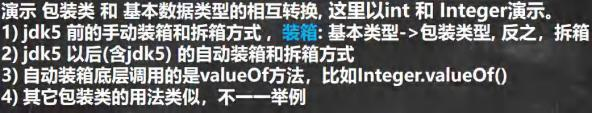 演示 包装类 和 基本数据类型的相互转换, 这里以int 和 Integer演示。
1) jdk5 前的手动装箱和拆箱方式 ，装箱: 基本类型->包装类型, 反之，拆箱
2) jdk5 以后(含jdk5) 的自动装箱和拆箱方式
3) 自动装箱底层调用的是valueOf方法，比如Integer.valueOf()
4) 其它包装类的用法类似，不一一举例